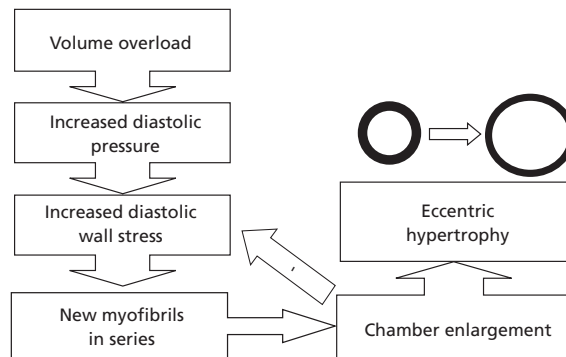 Volume overload
Increased diastolic
pressure
Increased diastolic
wall stress
New myofibrils
in series
-
Chamber enlargement
Eccentric
hypertrophy